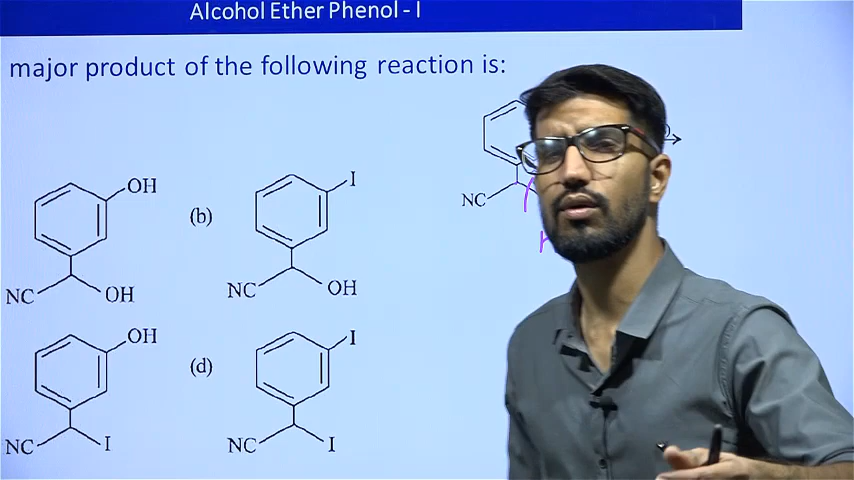 Alcohol Ether Phenol - I
major product of the following reaction is:
OH
NC
OH
(b)
I
NC
OH
NC
OH
NC
I
(d)
I
NC
I